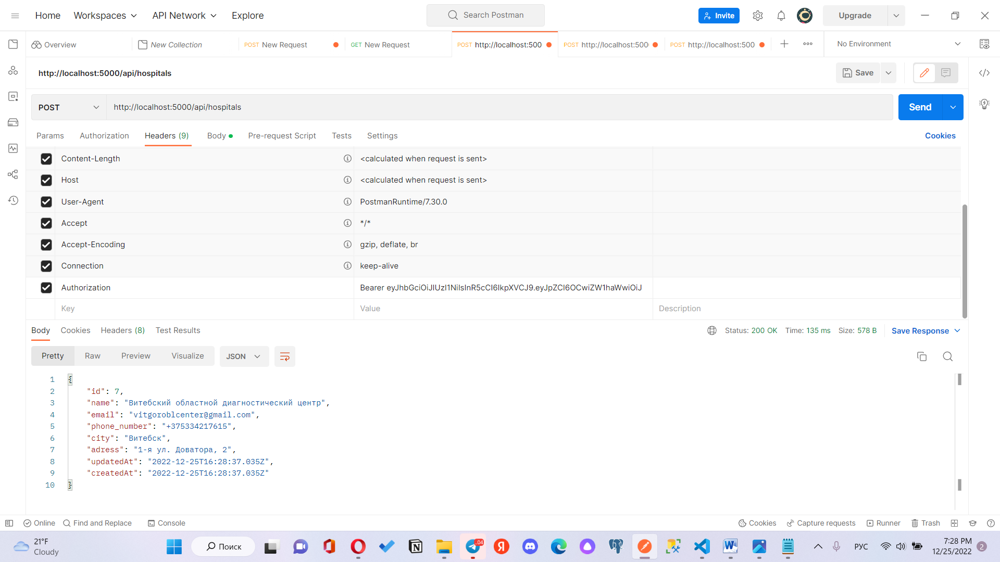 Home Workspaces API Network Explore Search Postman Invite Upgrade
Overview New Collection POST New Request GET New Request POST http://localhost:500 POST http://localhost:500 POST http://localhost:500 No Environment
http://localhost:5000/api/hospitals Save
POST http://localhost:5000/api/hospitals Send
Params Authorization Headers (9) Body Pre-request Script Tests Settings Cookies
Content-Length <calculated when request is sent>
Host <calculated when request is sent>
User-Agent PostmanRuntime/7.30.0
Accept */*
Accept-Encoding gzip, deflate, br
Connection keep-alive
Authorization Bearer eyJhbGciOiJIUzI1NiIsInR5cCI6IkpXVCJ9.eyJpZCI6OCwiZW1haWwiOiJ
Key Value Description
Body Cookies Headers (8) Test Results Status: 200 OK Time: 135 ms Size: 578 B Save Response
Pretty Raw Preview Visualize JSON
1 {
2 "id": 7,
3 "name": "Витебский областной диагностический центр",
4 "email": "vitgoroblcenter@gmail.com",
5 "phone_number": "+375334217615",
6 "city": "Витебск",
7 "adress": "1-я ул. Доватора, 2",
8 "updatedAt": "2022-12-25T16:28:37.035Z",
9 "createdAt": "2022-12-25T16:28:37.035Z"
10 }
Online Find and Replace Console Cookies Capture requests Runner Trash
21°F
Cloudy
Поиск
..04
Я
РУС
7:28 PM
12/25/2022
2